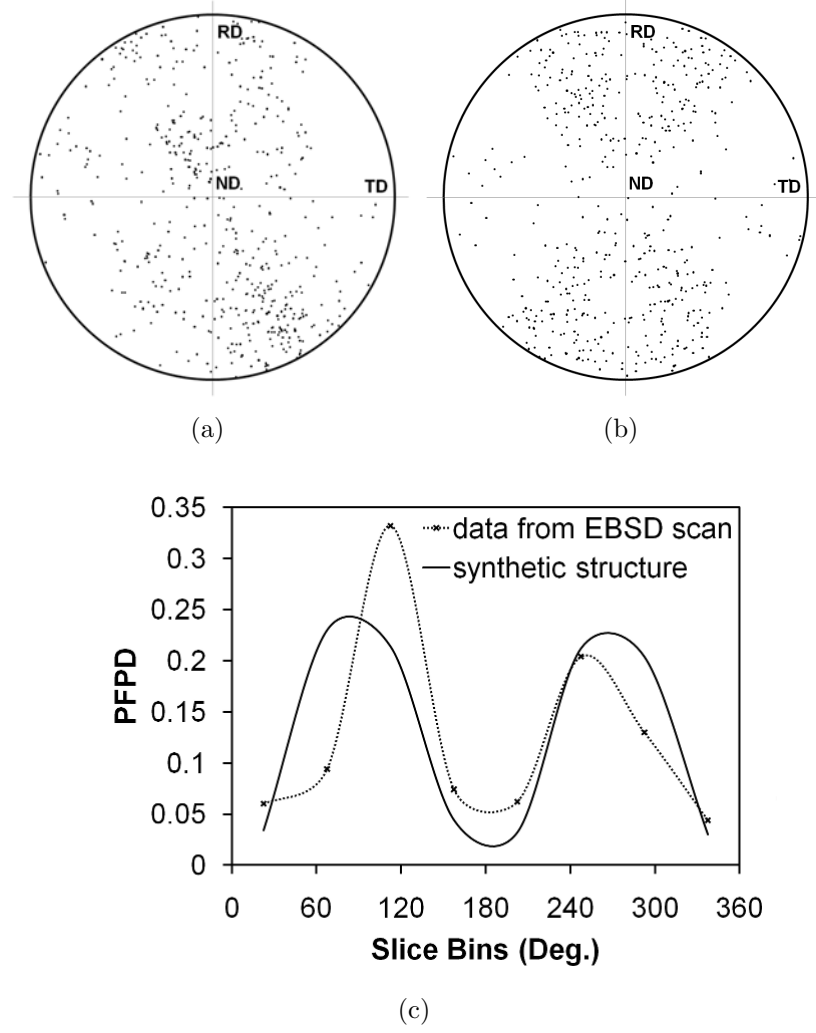 RD RD
ND ND
TD TD
(a) (b)
0.35
data from EBSD scan
0.3
synthetic structure
0.25
0.2
0.15
0.1
0.05
0
PFPD
0 60 120 180 240 300 360
Slice Bins (Deg.)
(c)